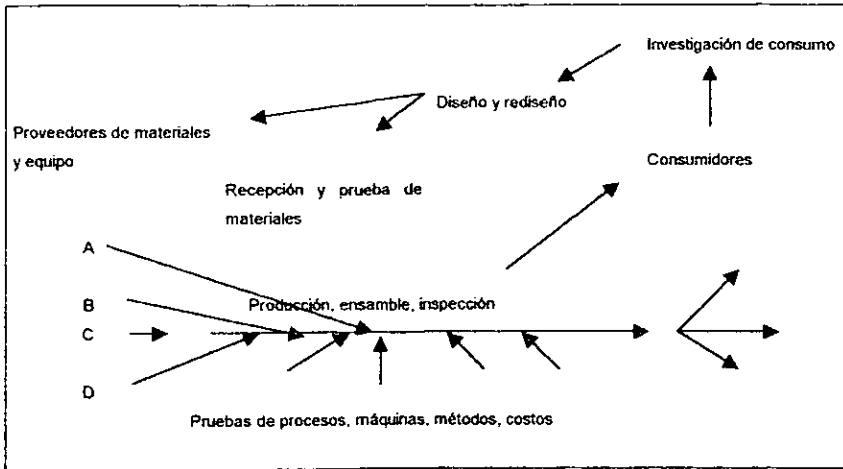 Investigación de consumo
Diseño y rediseño
Proveedores de materiales
y equipo
Consumidores
Recepción y prueba de
materiales
A
B
Producción, ensamble, inspección
C
D
Pruebas de procesos, máquinas, métodos, costos